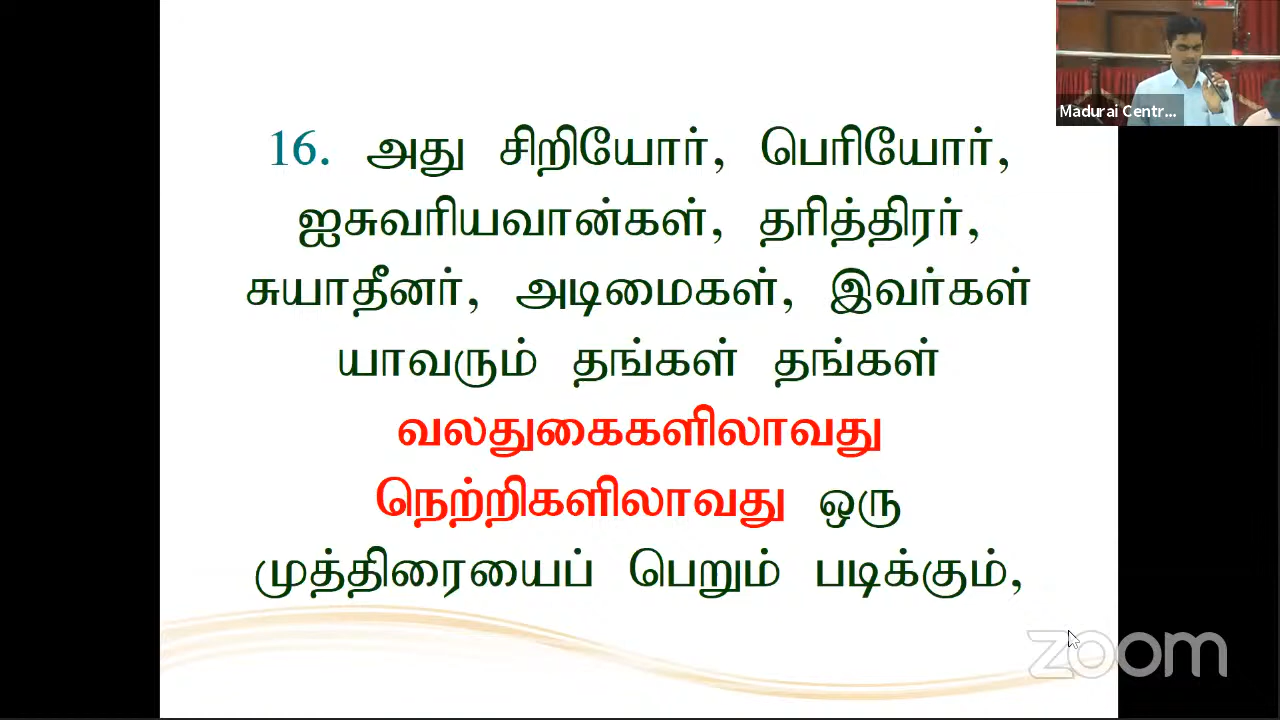 16. அது சிறியோர், பெரியோர்,
ஐசுவரியவான்கள், தரித்திரர்,
சுயாதீனர், அடிமைகள், இவர்கள்
யாவரும் தங்கள் தங்கள்
வலதுகைகளிலாவது
நெற்றிகளிலாவது ஒரு
முத்திரையைப் பெறும் படிக்கும்,
Madurai Centr...
zoom